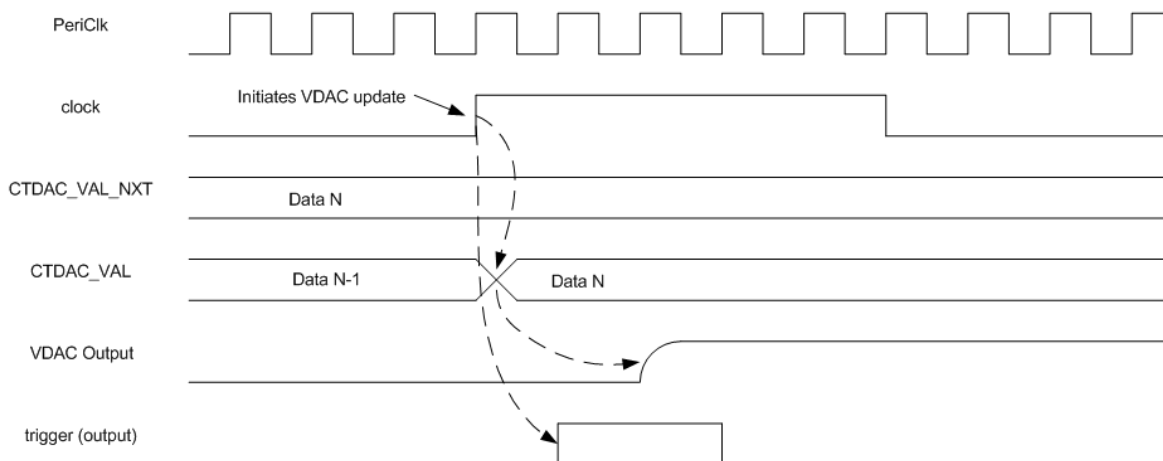 PeriClk
clock
Initiates VDAC update
CTDAC_VAL_NXT
Data N
CTDAC_VAL
Data N-1
Data N
VDAC Output
trigger (output)